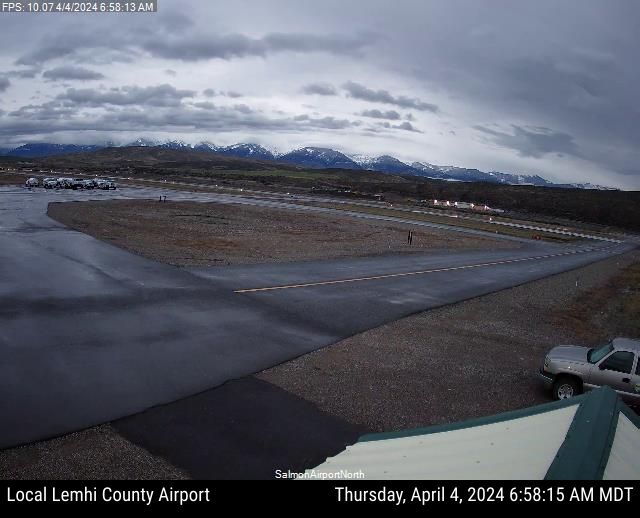 FPS: 10.07 4/4/2024 6:58:13 AM
SalmonAirportNorth
Local Lemhi County Airport
Thursday, April 4, 2024 6:58:15 AM MDT